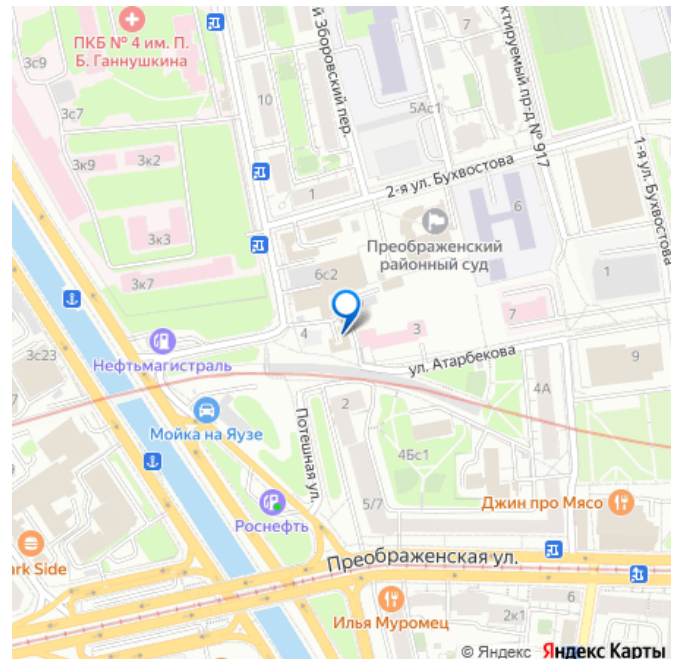 ПКБ № 4 им. П.
Б. Ганнушкина
3с9
3с7
3к9
3к2
3к3
3к7
10
й Зборовский пер.
7
5Ас1
ктируемый пр-д № 917
1
2-я ул. Бухвостова
6
1-я ул. Бухвостова
Преображенский
районный суд
6с2
1
4
3
7
Нефтьмагистраль
3с23
ул. Атарбекова
9
4А
2
Мойка на Яузе
Потешная ул.
4Бс1
5/7
Джин про Мясо
Роснефть
Преображенская ул.
ark Side
Илья Муромец
2к1
6
© Яндекс Яндекс Карты